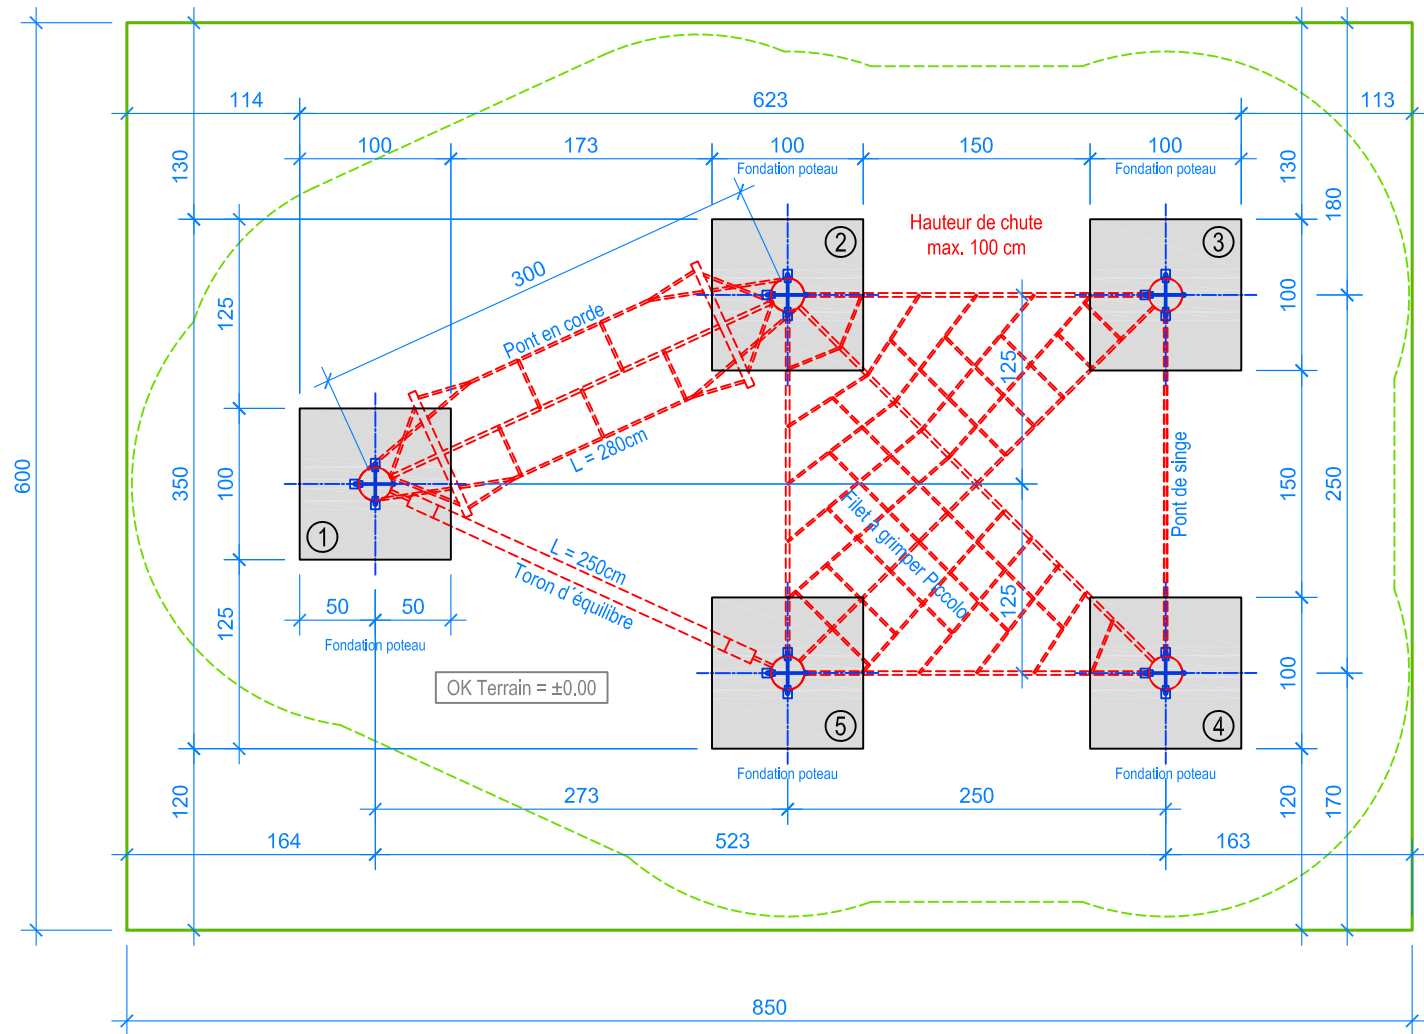 114
623
113
100
173
100
150
100
Fondation poteau
Fondation poteau
130
130
180
2
3
Hauteur de chute
max. 100 cm
300
Pont en corde
L = 280cm
125
100
125
350
600
100
150
250
125
125
1
Pont de singe
Filet à grimper Piccolo
L = 250cm
Toron d´équilibre
50
50
Fondation poteau
OK Terrain = ±0,00
5
4
100
Fondation poteau
Fondation poteau
120
273
250
120
170
164
523
163
850